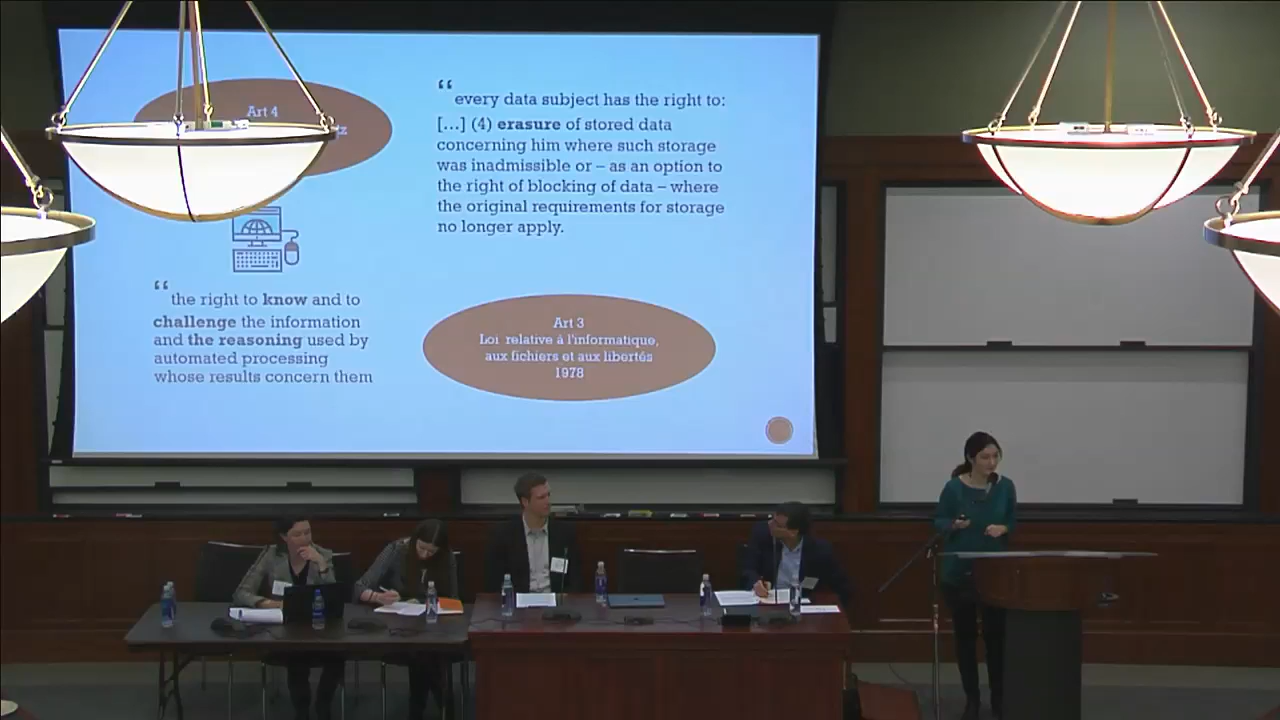 Art 4
tz
“
every data subject has the right to:
[...] (4) erasure of stored data
concerning him where such storage
was inadmissible or – as an option to
the right of blocking of data – where
the original requirements for storage
no longer apply.
“
the right to know and to
challenge the information
and the reasoning used by
automated processing
whose results concern them
Art 3
Loi relative à l'informatique,
aux fichiers et aux libertés
1978